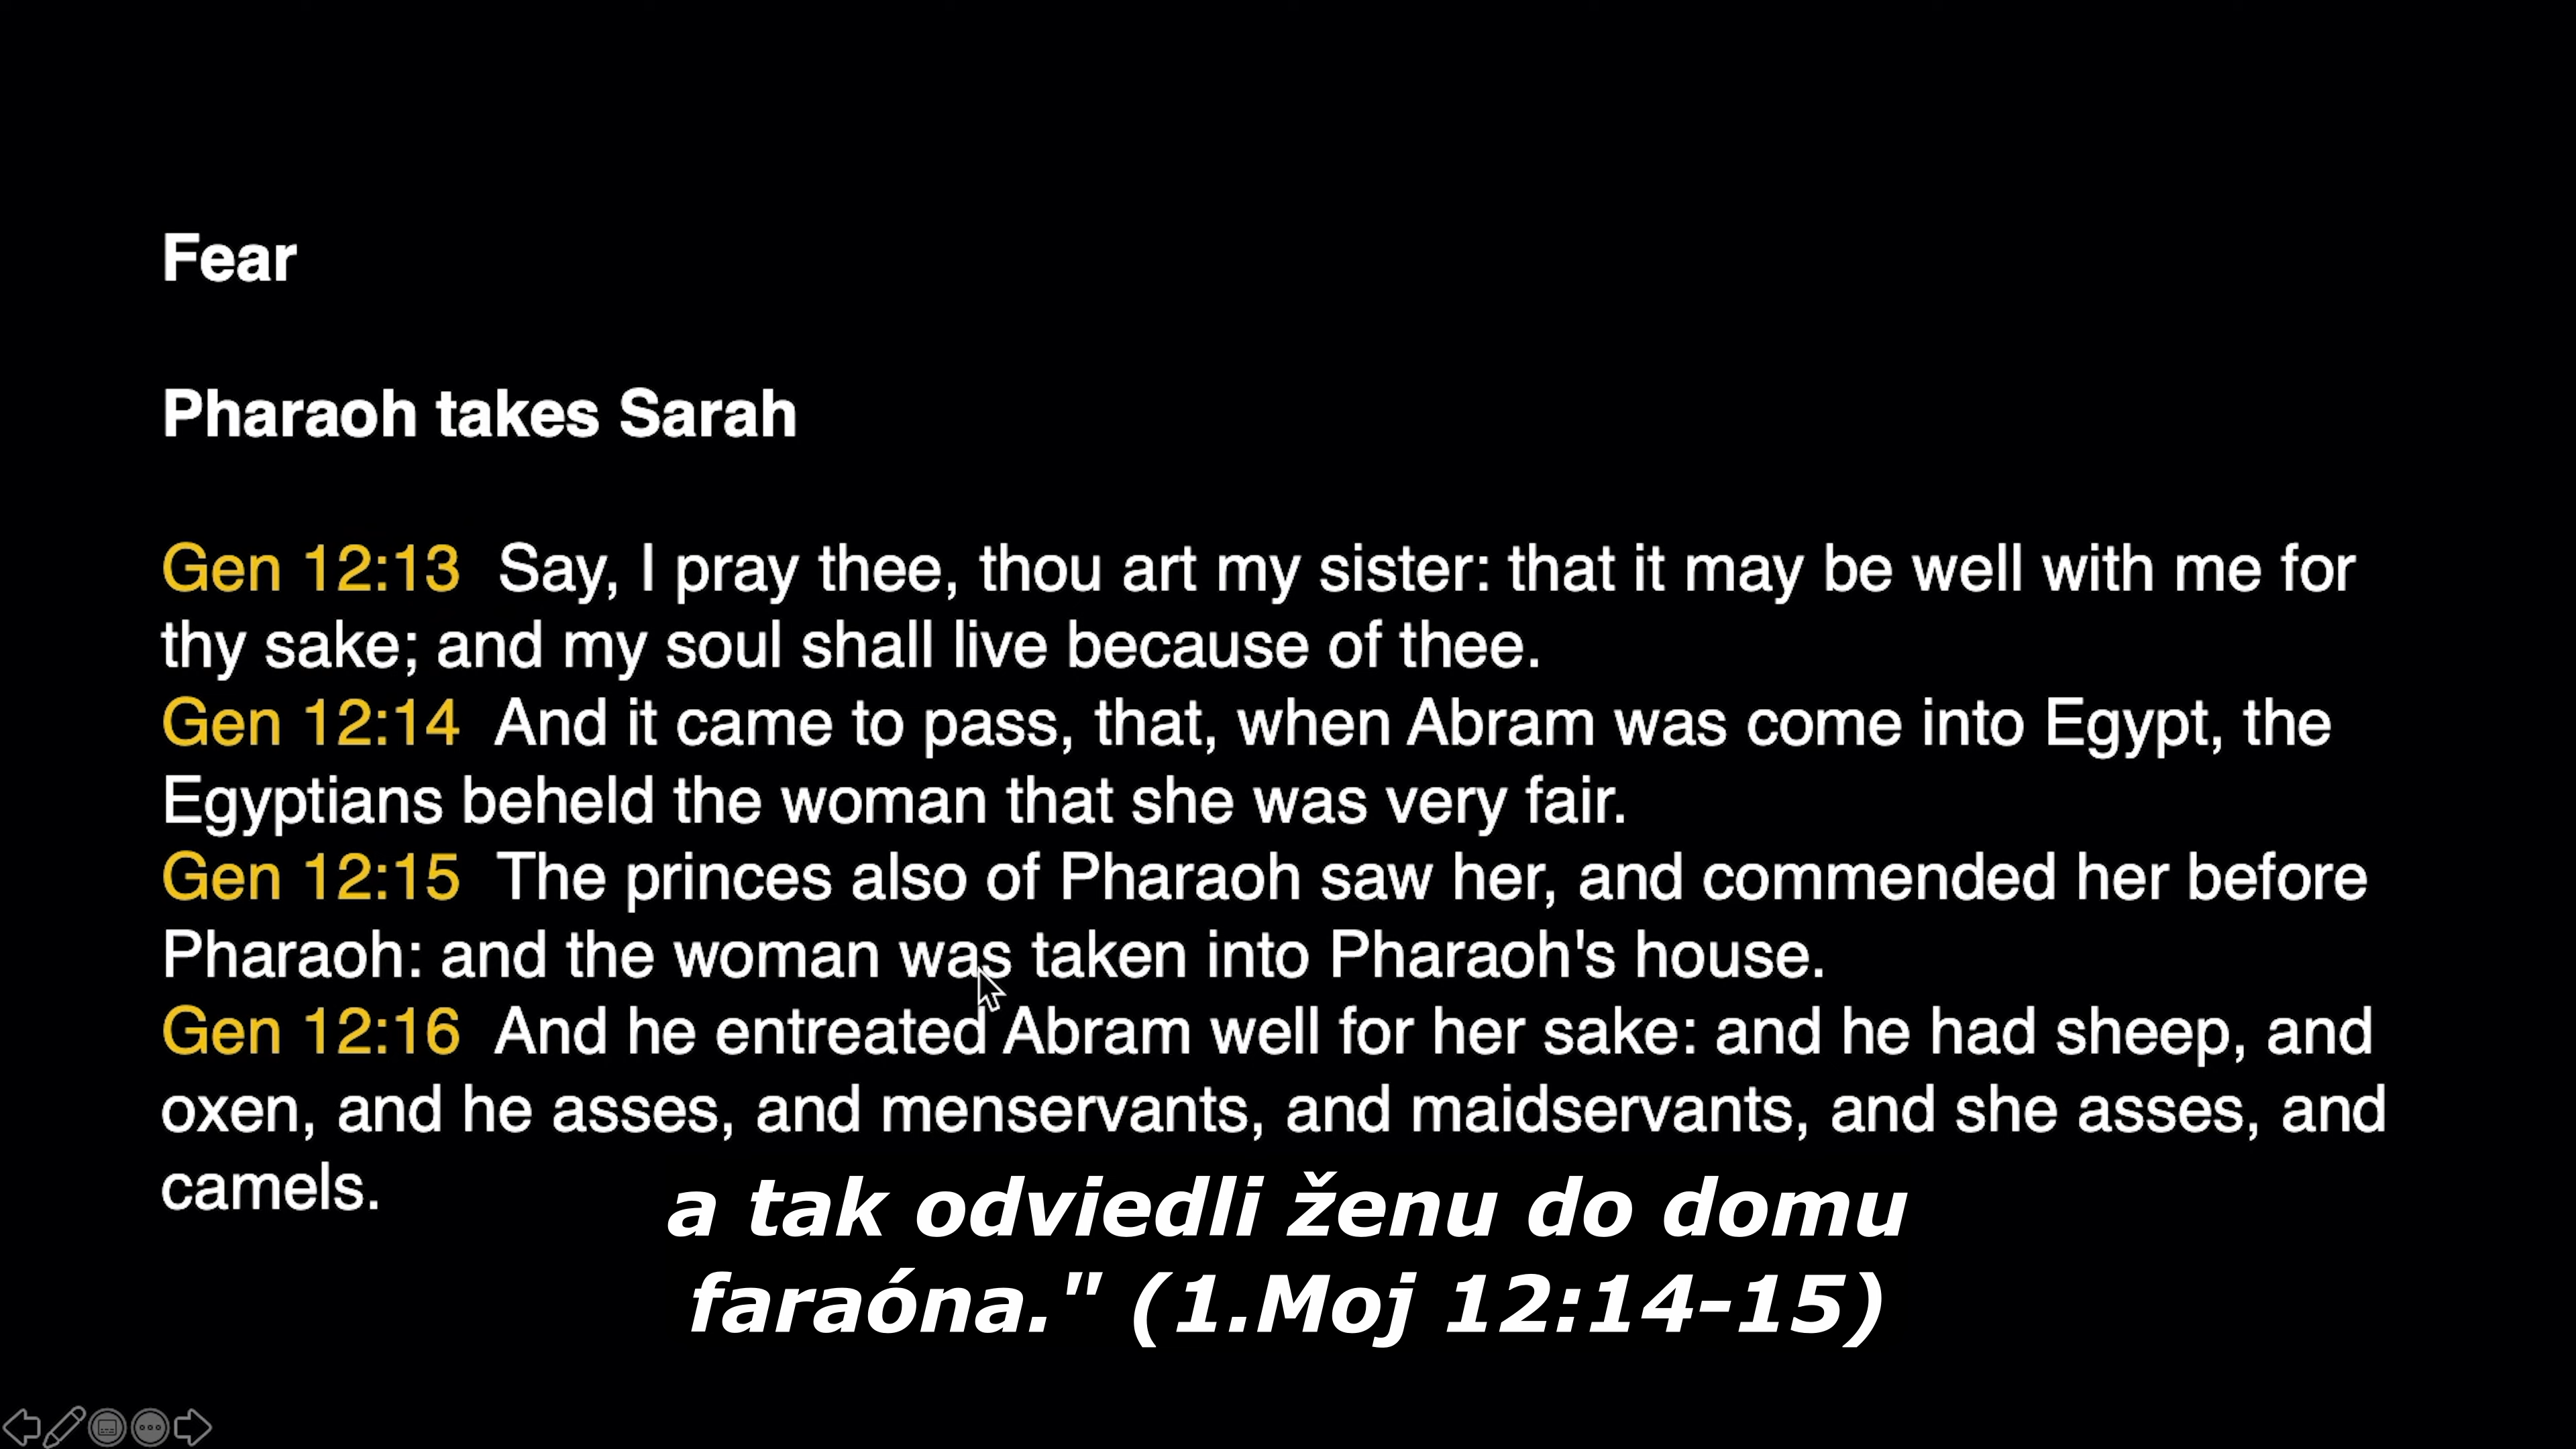 Fear
Pharaoh takes Sarah
Gen 12:13 Say, I pray thee, thou art my sister: that it may be well with me for
thy sake; and my soul shall live because of thee.
Gen 12:14 And it came to pass, that, when Abram was come into Egypt, the
Egyptians beheld the woman that she was very fair.
Gen 12:15 The princes also of Pharaoh saw her, and commended her before
Pharaoh: and the woman was taken into Pharaoh's house.
Gen 12:16 And he entreated Abram well for her sake: and he had sheep, and
oxen, and he asses, and menservants, and maidservants, and she asses, and
camels.
a tak odviedli ženu do domu
faraóna." (1.Moj 12:14-15)